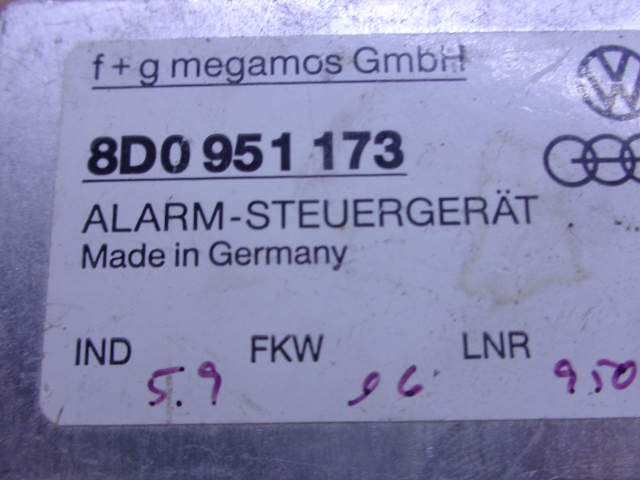 f+g megamos GmbH
8D0 951 173
ALARM-STEUERGERÄT
Made in Germany
IND FKW LNR
5.9 96 950